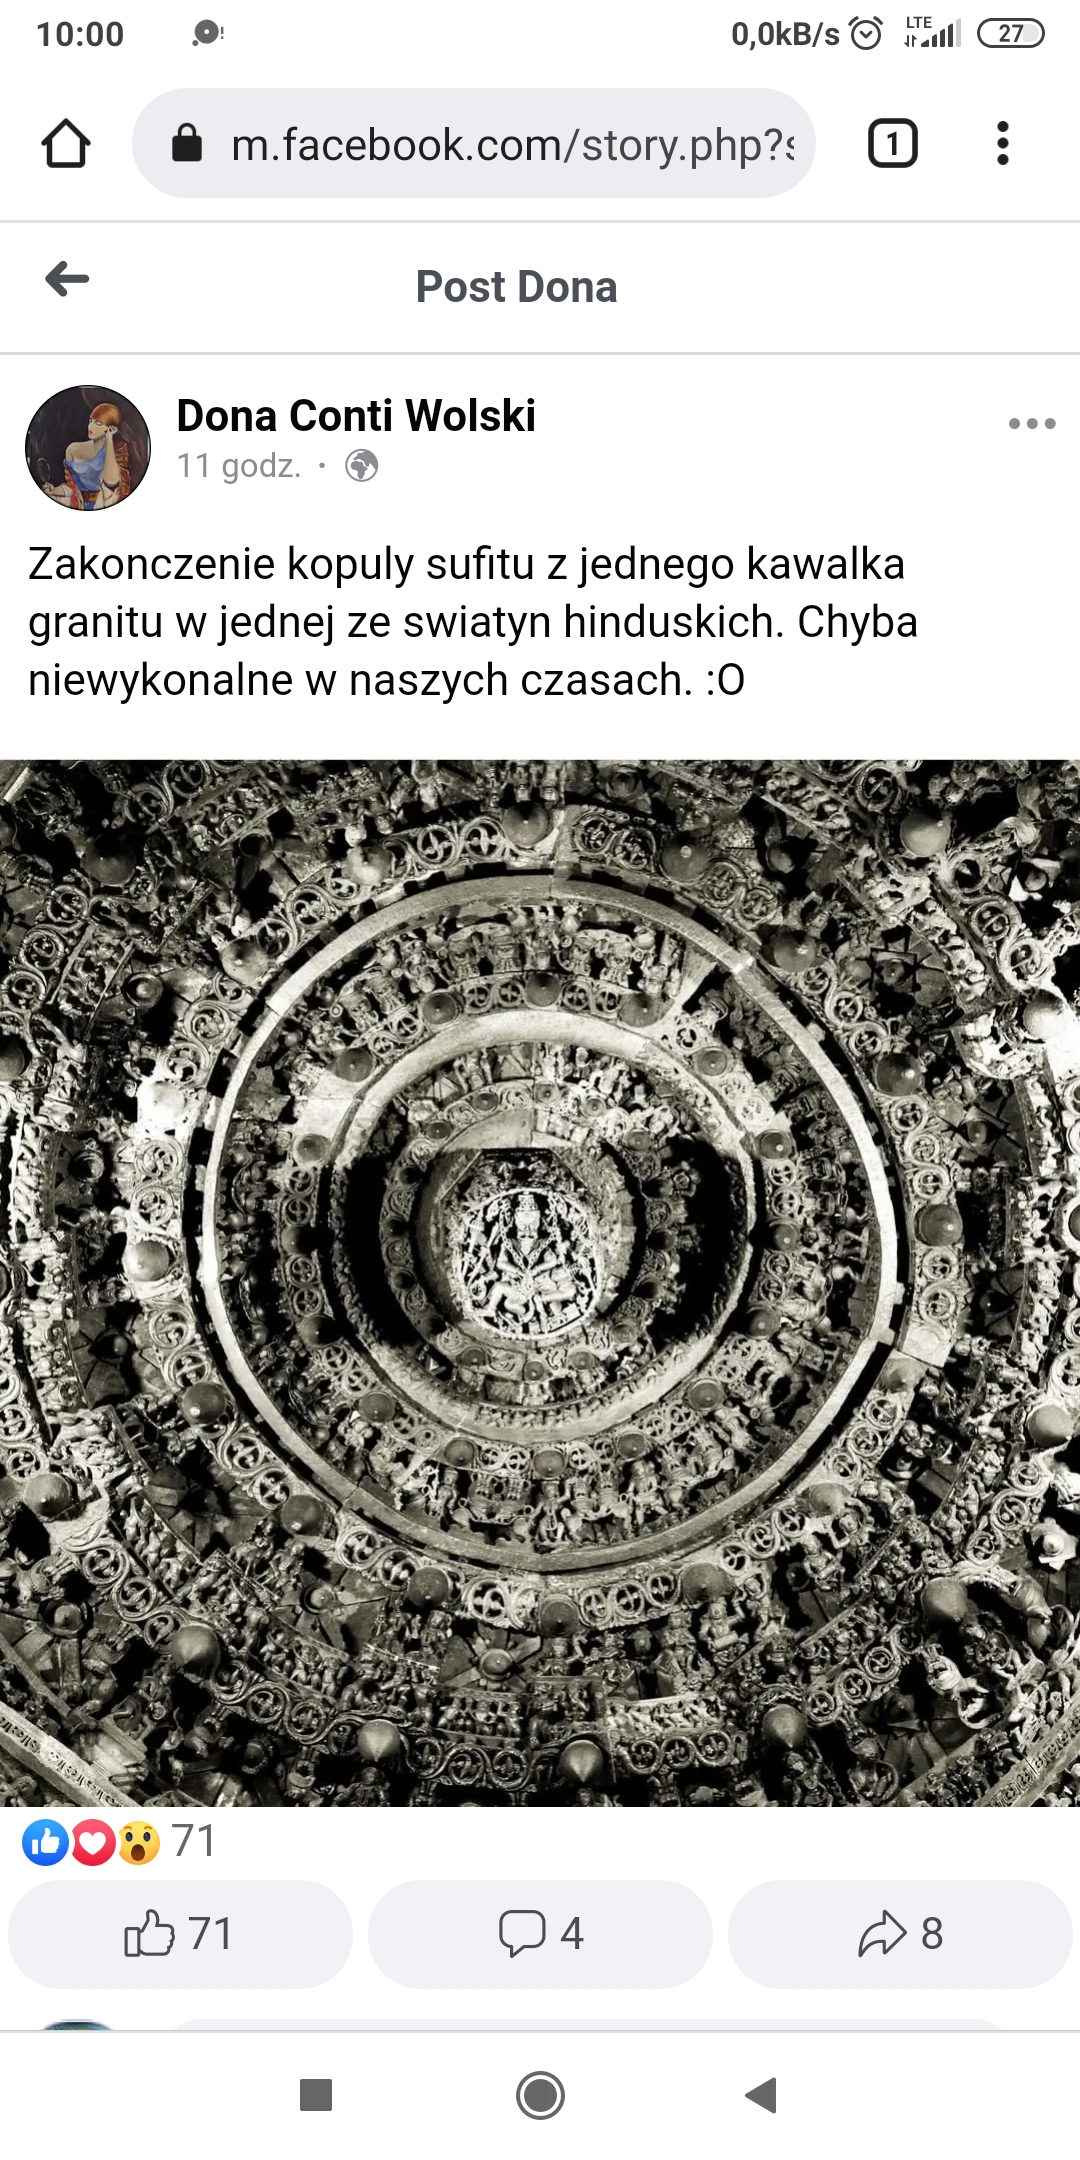 10:00
0,0kB/s LTE 27
m.facebook.com/story.php?s
1
Post Dona
Dona Conti Wolski
11 godz. ·
Zakonczenie kopuly sufitu z jednego kawalka
granitu w jednej ze swiatyn hinduskich. Chyba
niewykonalne w naszych czasach. :O
71
71 4 8